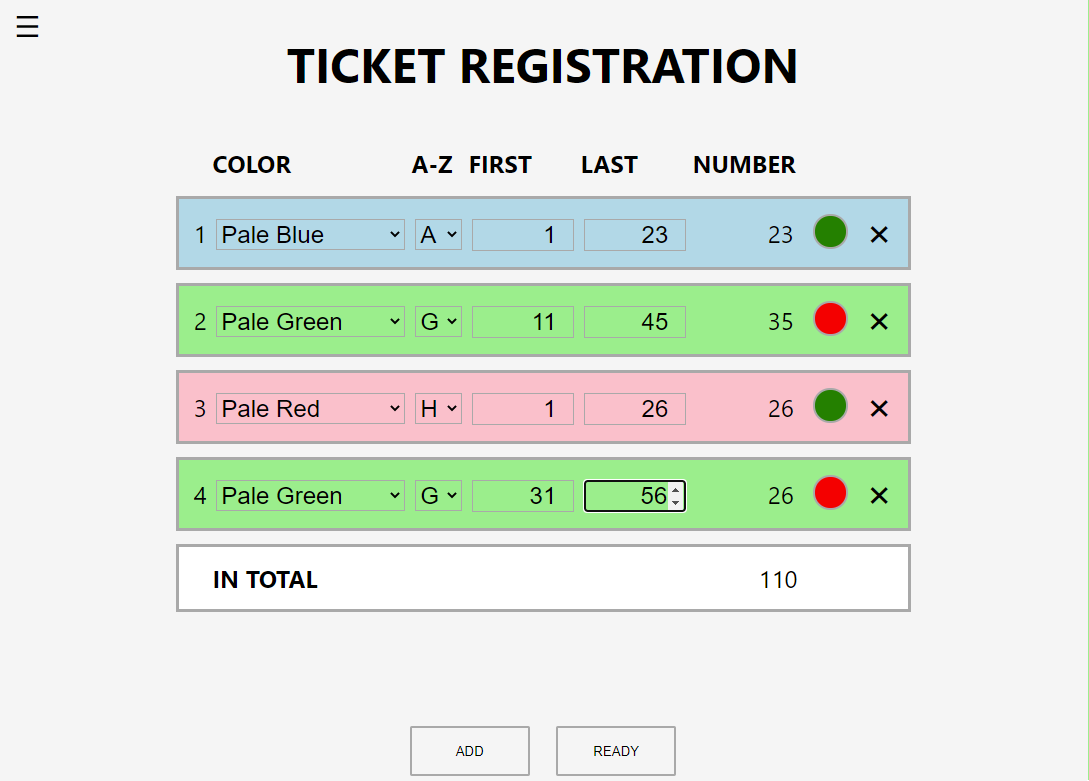 ☰
TICKET REGISTRATION
COLOR A-Z FIRST LAST NUMBER
1 Pale Blue A 1 23 23 ✕
2 Pale Green G 11 45 35 ✕
3 Pale Red H 1 26 26 ✕
4 Pale Green G 31 56 26 ✕
IN TOTAL 110
ADD READY